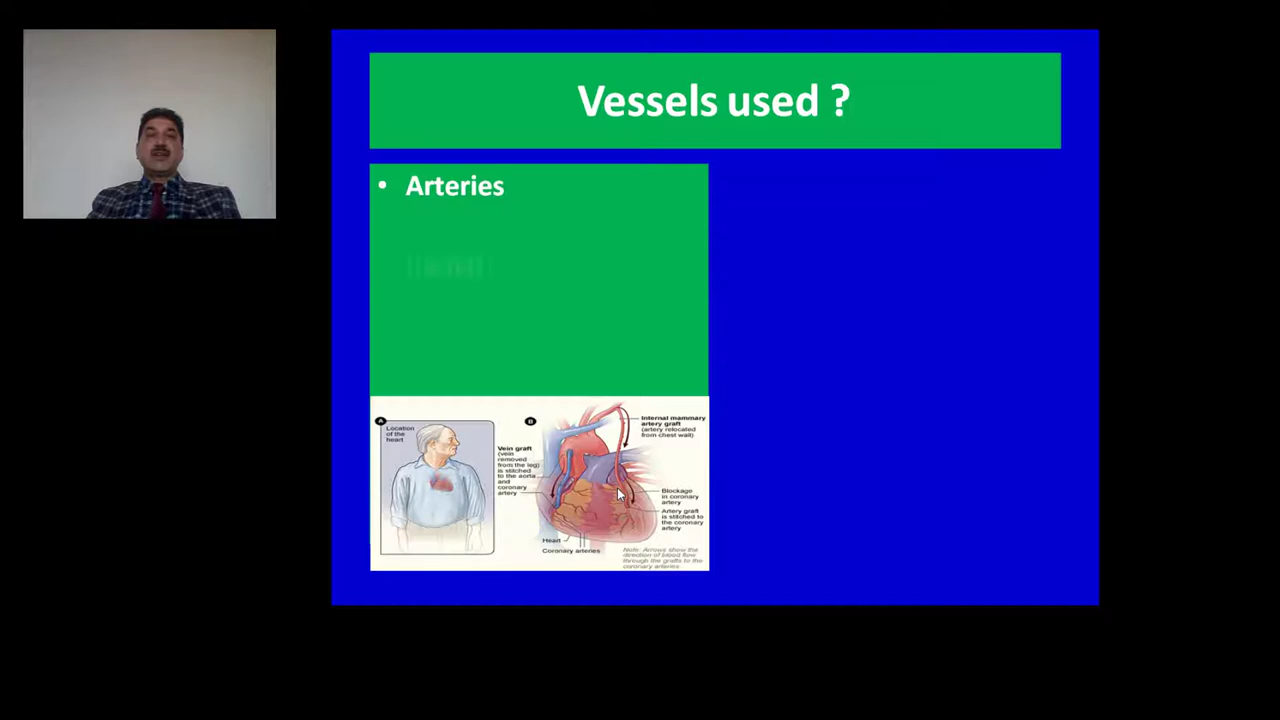 Vessels used ?
• Arteries
A
Location
of the
heart
B
Vein graft
(vein
removed
from the leg)
is stitched
to the aorta
and
coronary
artery
Heart
Coronary arteries
Internal mammary
artery graft
(artery relocated
from chest wall)
Blockage
in coronary
artery
Artery graft
is stitched to
the coronary
artery
Note: Arrows show the
direction of blood flow
through the grafts to the
coronary arteries